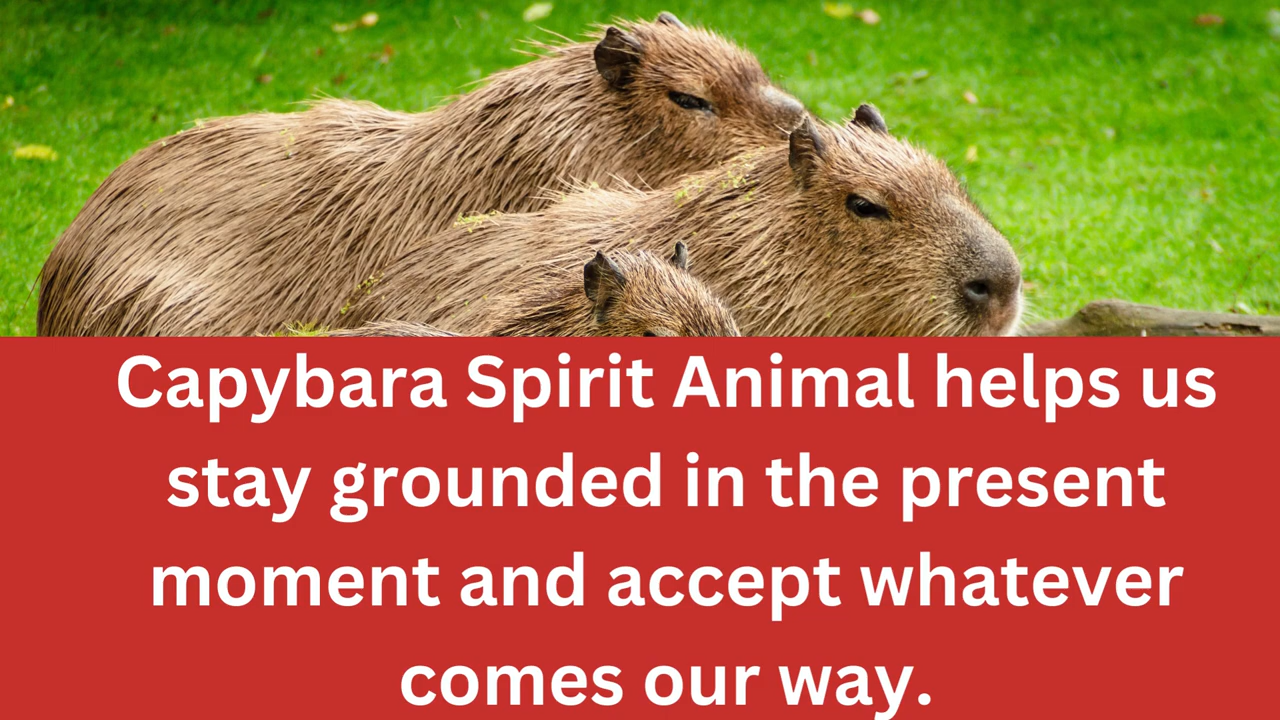 Capybara Spirit Animal helps us
stay grounded in the present
moment and accept whatever
comes our way.